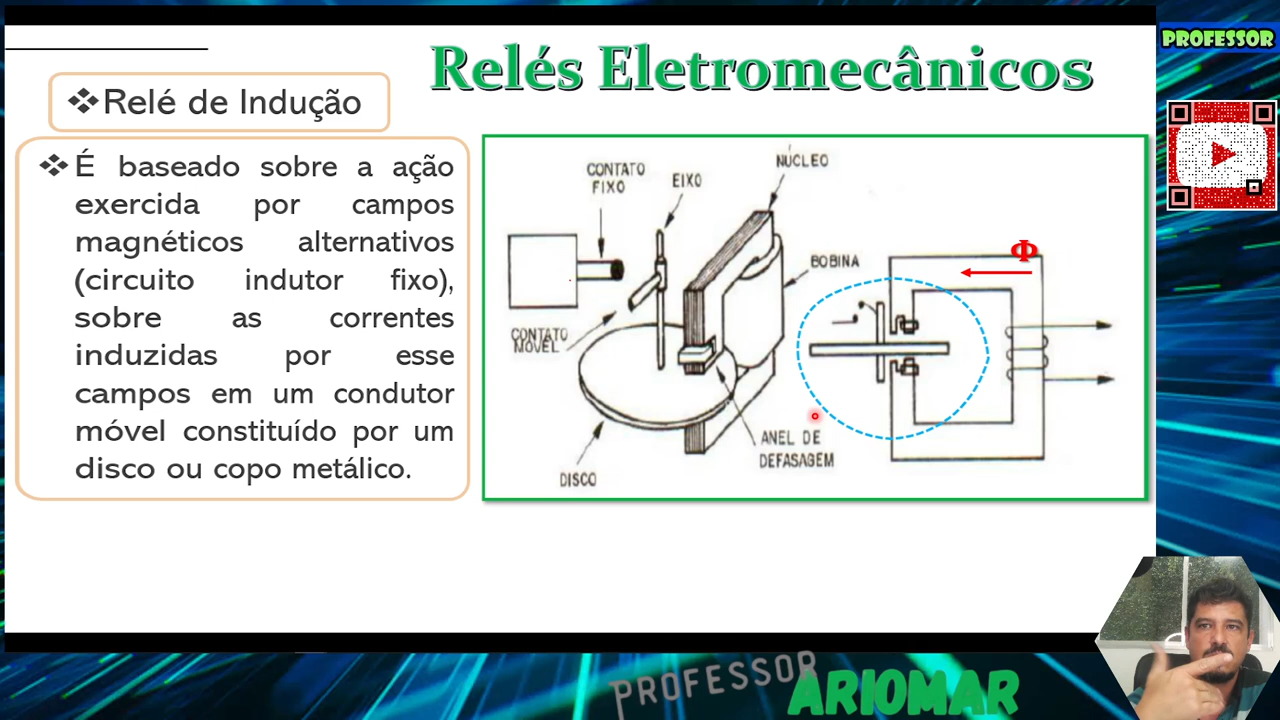 Relés Eletromecânicos
PROFESSOR
❖Relé de Indução
❖É baseado sobre a ação
exercida por campos
magnéticos alternativos
(circuito indutor fixo),
sobre as correntes
induzidas por esse
campos em um condutor
móvel constituído por um
disco ou copo metálico.
CONTATO
FIXO
EIXO
NÚCLEO
BOBINA
CONTATO
MÓVEL
ANEL DE
DEFASAGEM
DISCO
Φ
PROFESSOR
ARIOMAR